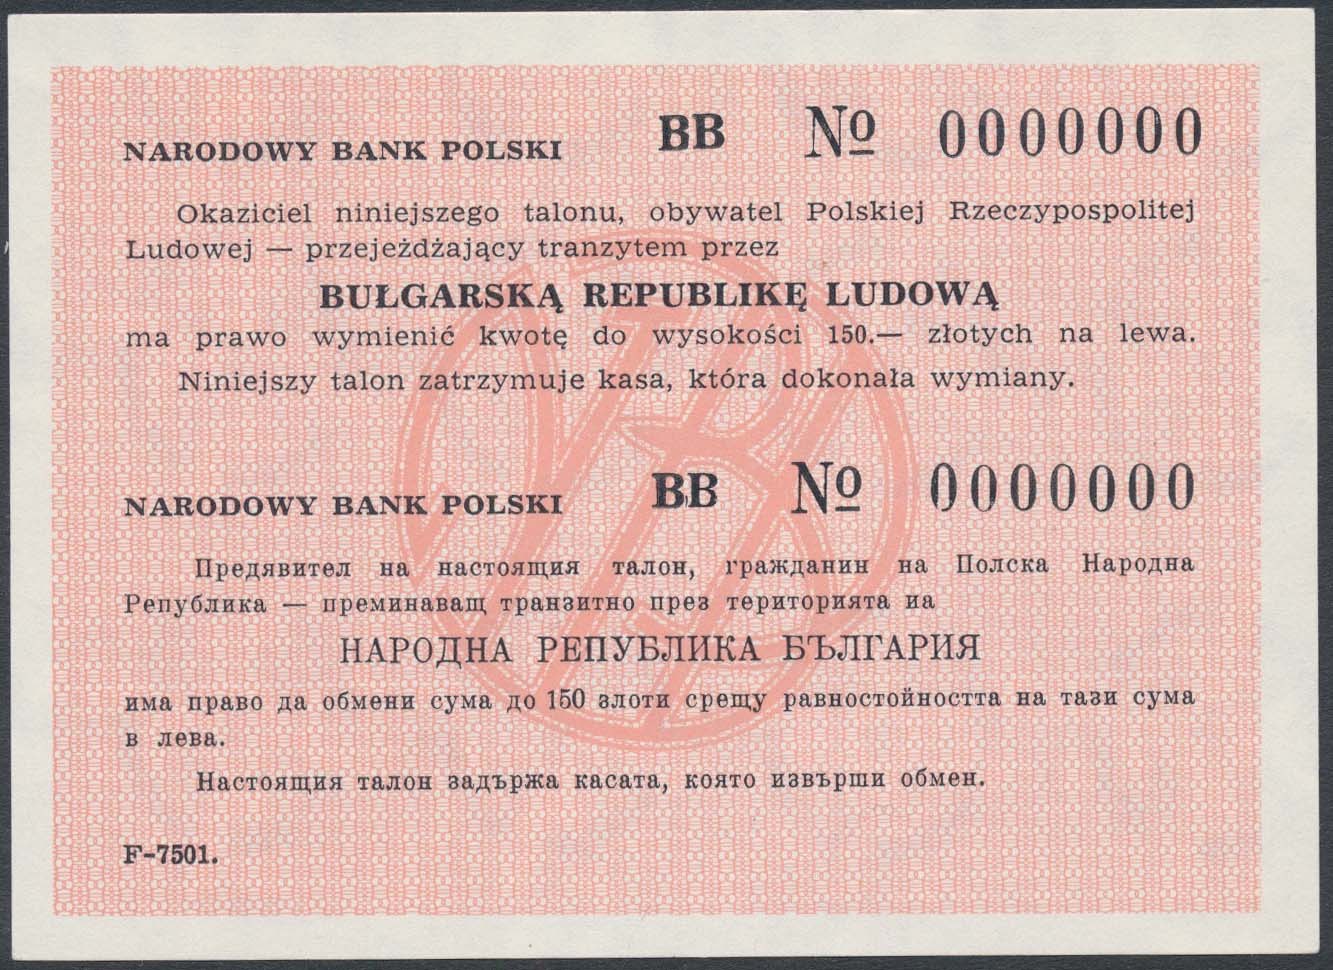 NARODOWY BANK POLSKI BB № 0000000
Okaziciel niniejszego talonu, obywatel Polskiej Rzeczypospolitej
Ludowej — przejeżdżający tranzytem przez
BUŁGARSKĄ REPUBLIKĘ LUDOWĄ
ma prawo wymienić kwotę do wysokości 150.— złotych na lewa.
Niniejszy talon zatrzymuje kasa, która dokonała wymiany.
NARODOWY BANK POLSKI BB № 0000000
Предявител на настоящия талон, гражданин на Полска Народна
Република — преминаващ транзитно през територията иа
НАРОДНА РЕПУБЛИКА БЪЛГАРИЯ
има право да обмени сума до 150 злоти срещу равностойността на тази сума
в лева.
Настоящия талон задържа касата, която извърши обмен.
F-7501.